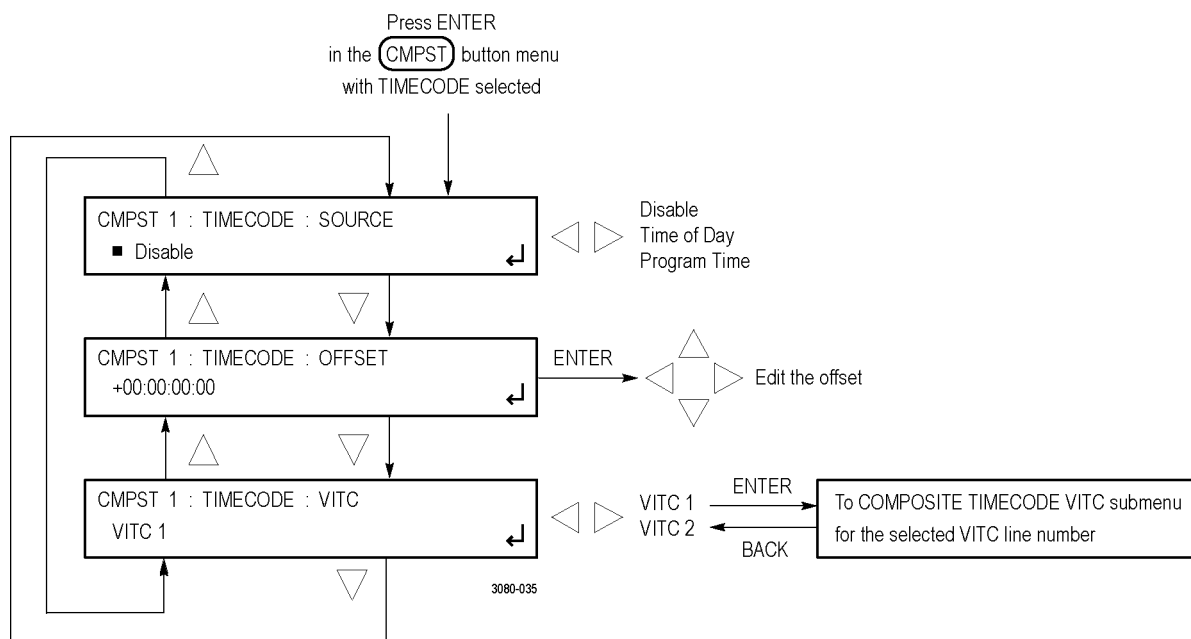 Press ENTER
in the CMPST button menu
with TIMECODE selected
CMPST 1 : TIMECODE : SOURCE
■ Disable
Disable
Time of Day
Program Time
CMPST 1 : TIMECODE : OFFSET
+00:00:00:00
ENTER
Edit the offset
CMPST 1 : TIMECODE : VITC
VITC 1
VITC 1
VITC 2
ENTER
BACK
To COMPOSITE TIMECODE VITC submenu
for the selected VITC line number
3080-035